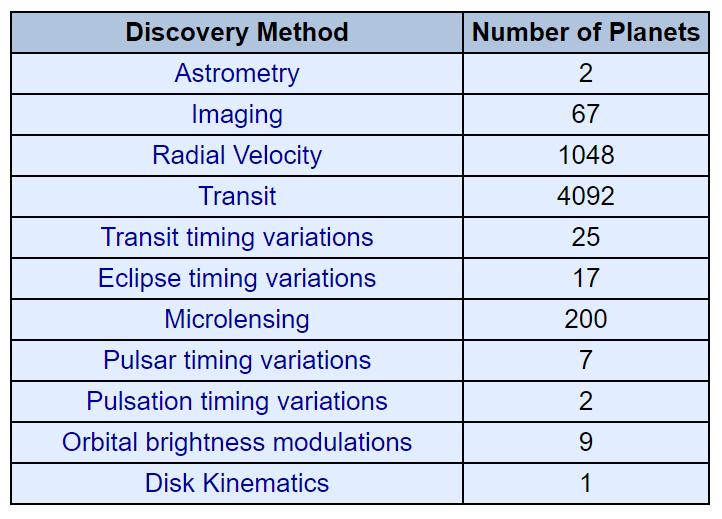 Discovery Method Number of Planets
Astrometry 2
Imaging 67
Radial Velocity 1048
Transit 4092
Transit timing variations 25
Eclipse timing variations 17
Microlensing 200
Pulsar timing variations 7
Pulsation timing variations 2
Orbital brightness modulations 9
Disk Kinematics 1